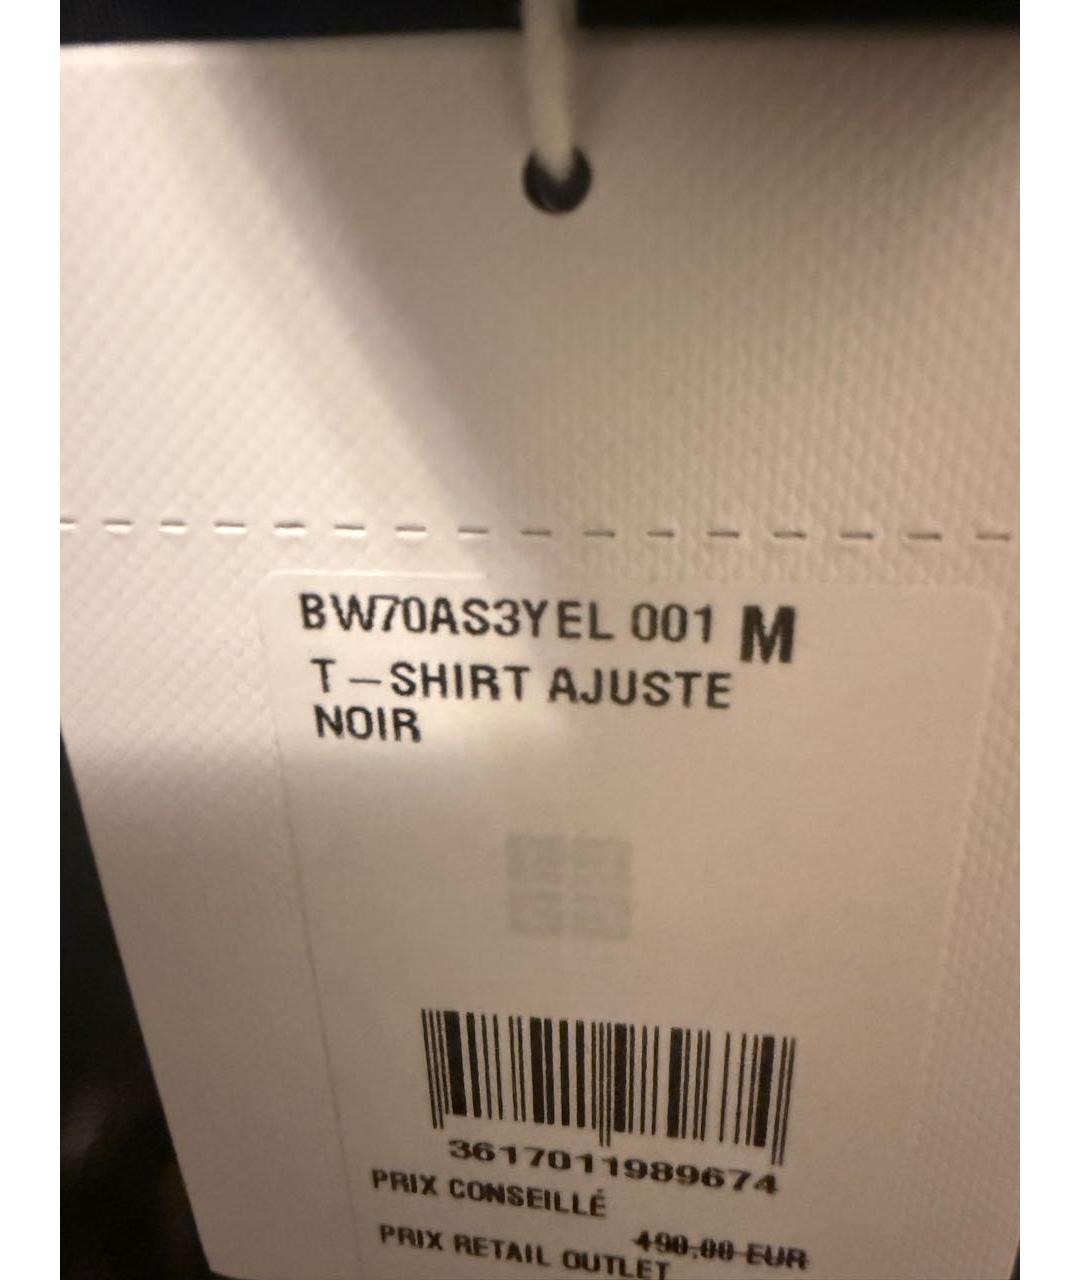 BW70AS3YEL 001 M
T-SHIRT AJUSTE
NOIR
3617011989674
PRIX CONSEILLÉ
490,00 EUR
PRIX RETAIL OUTLET